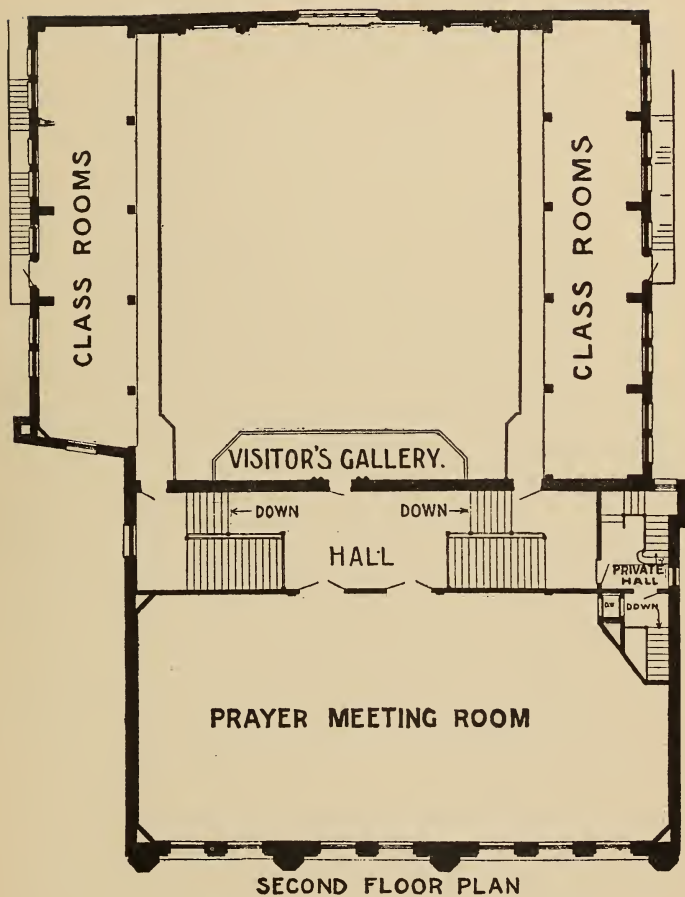 CLASS ROOMS
CLASS ROOMS
VISITOR'S GALLERY.
DOWN
DOWN
HALL
PRIVATE
HALL
DOWN
PRAYER MEETING ROOM
SECOND FLOOR PLAN